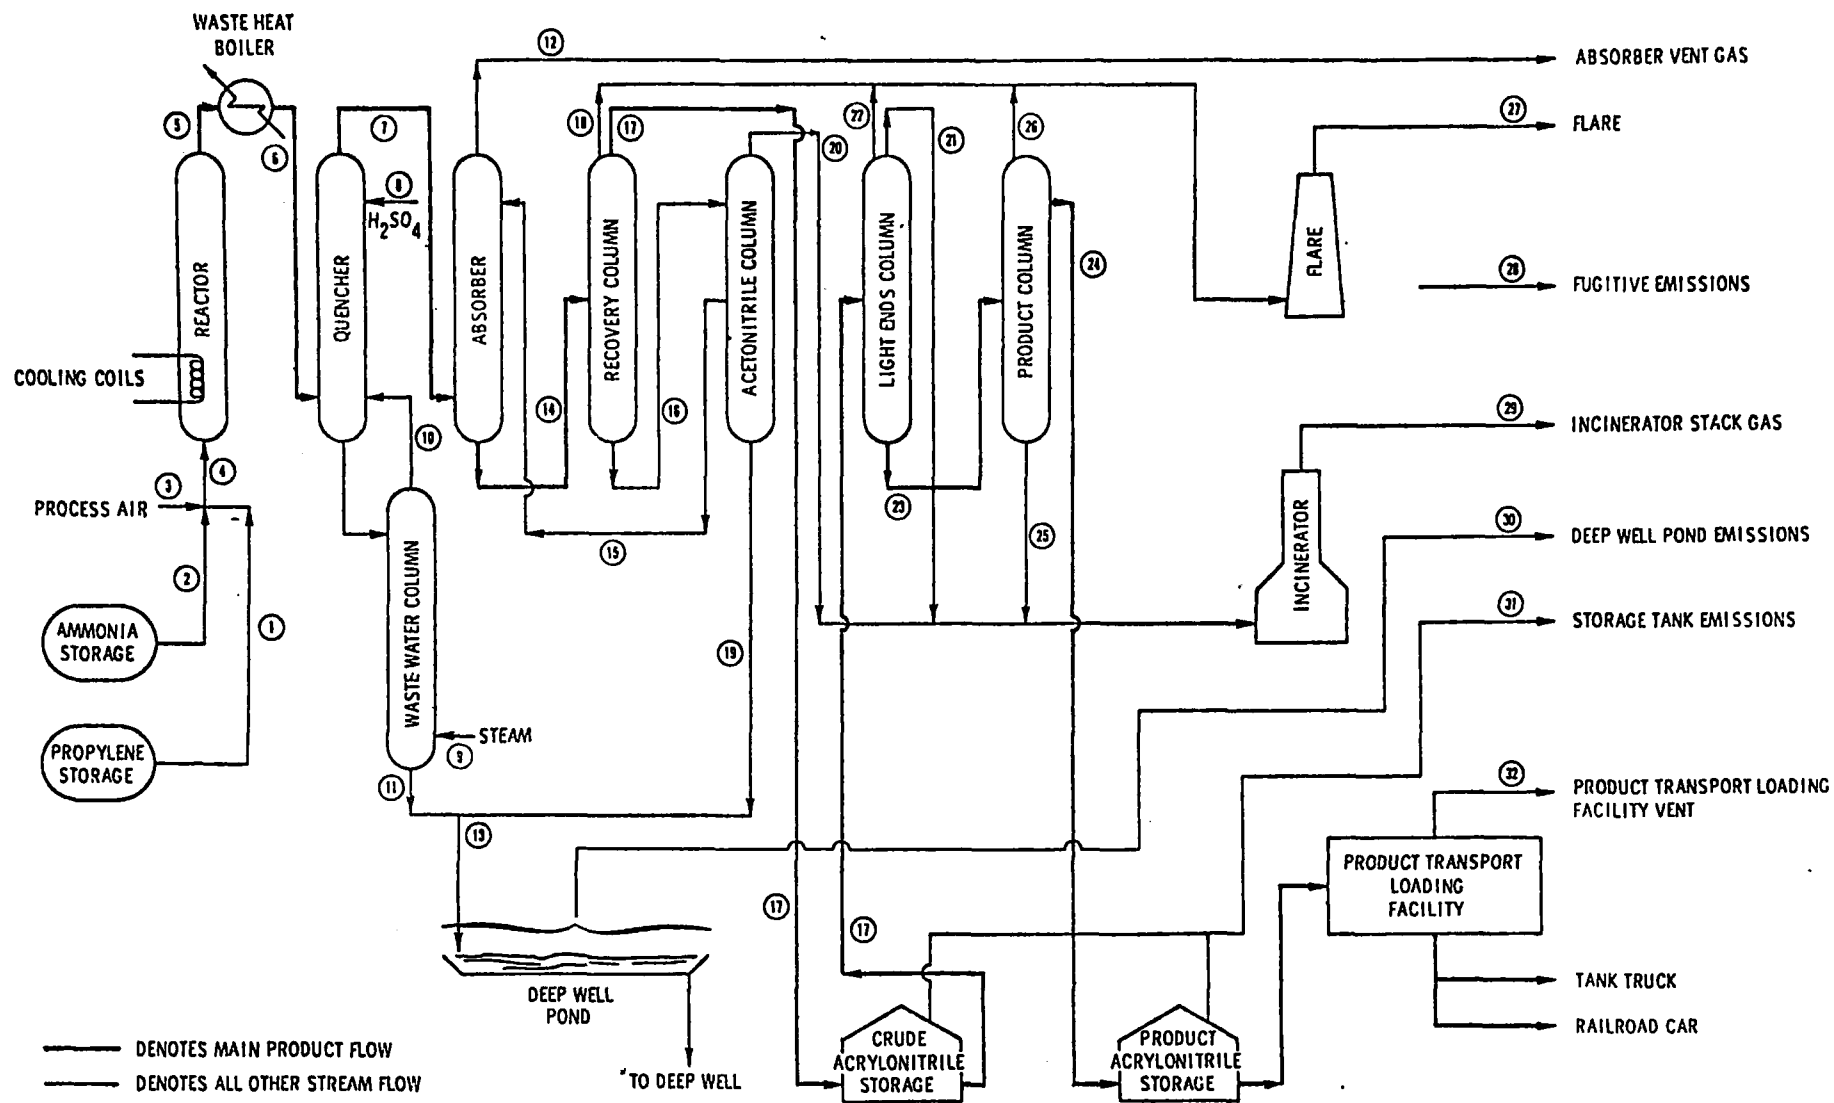 WASTE HEAT
BOILER
12
ABSORBER VENT GAS
5
6
7
18
17
22
21
26
20
27
FLARE
8
H2SO4
REACTOR
QUENCHER
ABSORBER
RECOVERY COLUMN
ACETONITRILE COLUMN
LIGHT ENDS COLUMN
PRODUCT COLUMN
24
FLARE
28
FUGITIVE EMISSIONS
COOLING COILS
10
14
16
29
INCINERATOR STACK GAS
4
3
PROCESS AIR
23
25
15
30
DEEP WELL POND EMISSIONS
2
1
INCINERATOR
31
STORAGE TANK EMISSIONS
AMMONIA
STORAGE
WASTE WATER COLUMN
19
STEAM
9
PROPYLENE
STORAGE
11
13
32
PRODUCT TRANSPORT LOADING
FACILITY VENT
PRODUCT TRANSPORT
LOADING
FACILITY
17
17
DEEP WELL
POND
TANK TRUCK
RAILROAD CAR
CRUDE
ACRYLONITRILE
STORAGE
PRODUCT
ACRYLONITRILE
STORAGE
TO DEEP WELL
DENOTES MAIN PRODUCT FLOW
DENOTES ALL OTHER STREAM FLOW